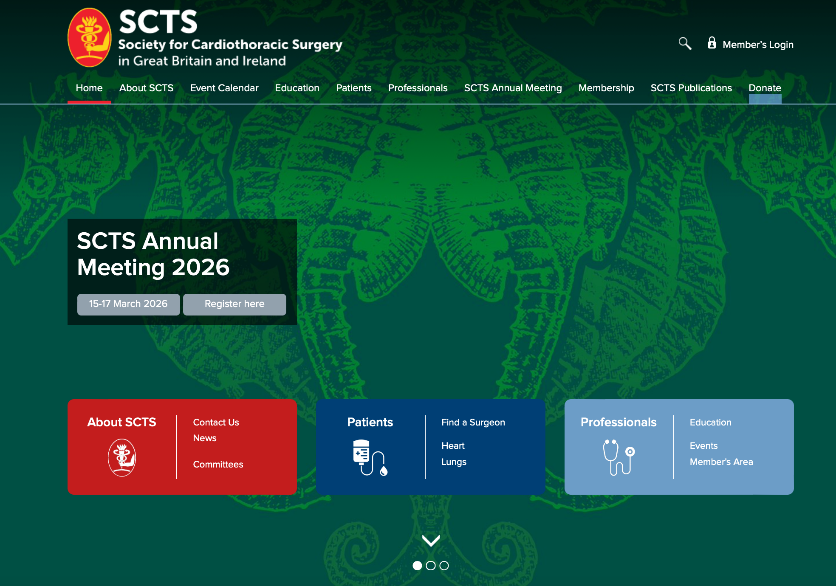 SCTS
Society for Cardiothoracic Surgery
in Great Britain and Ireland
Member's Login
Home About SCTS Event Calendar Education Patients Professionals SCTS Annual Meeting Membership SCTS Publications Donate
SCTS Annual
Meeting 2026
15-17 March 2026 Register here
About SCTS
Contact Us
News
Committees
Patients
Find a Surgeon
Heart
Lungs
Professionals
Education
Events
Member's Area